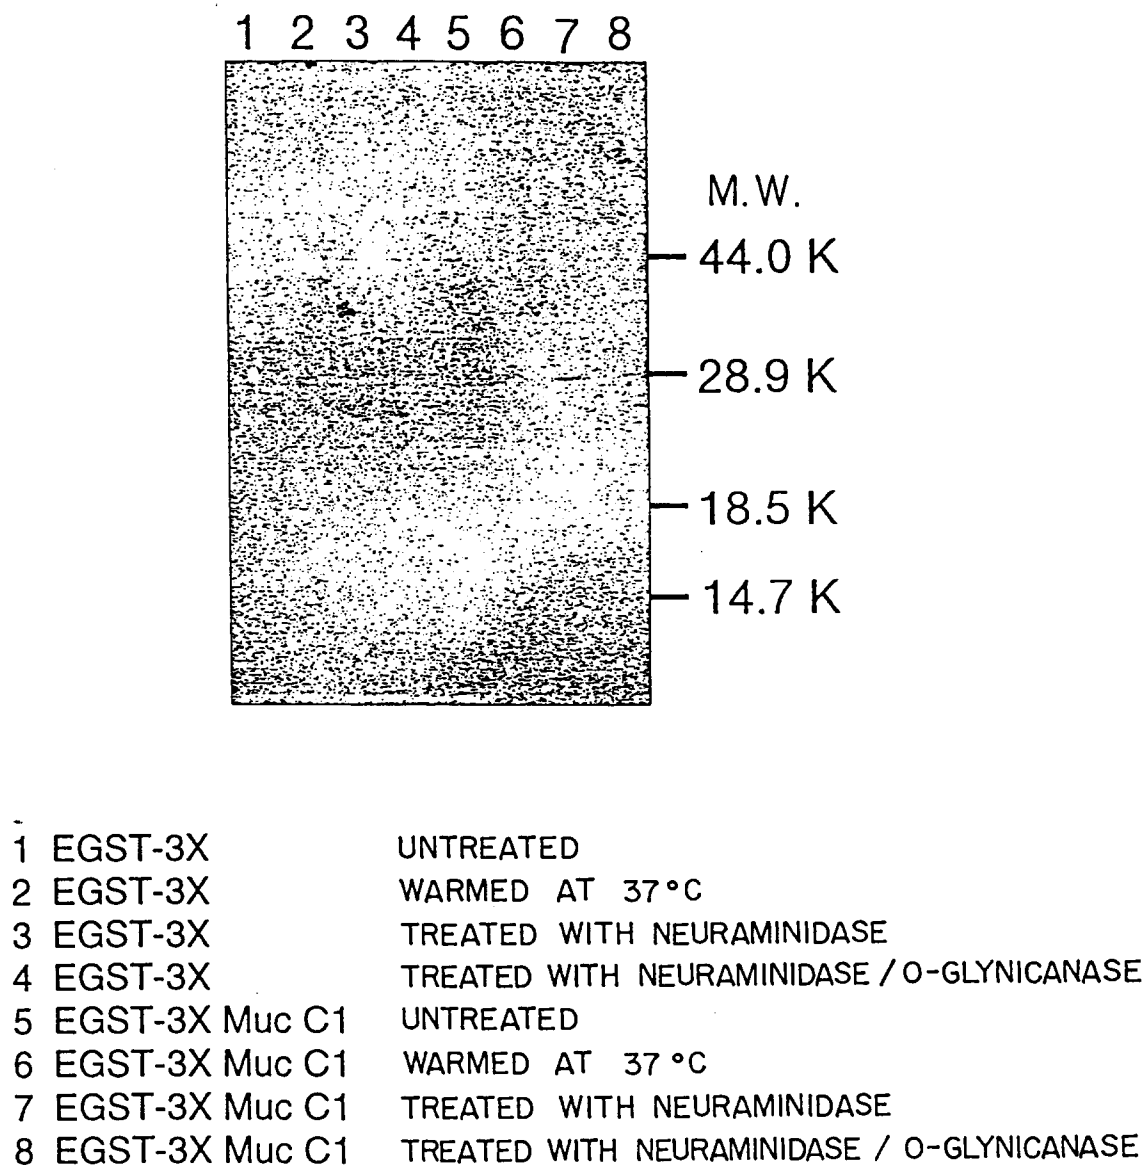 1 2 3 4 5 6 7 8
M.W.
44.0 K
28.9 K
18.5 K
14.7 K
1 EGST-3X UNTREATED
2 EGST-3X WARMED AT 37°C
3 EGST-3X TREATED WITH NEURAMINIDASE
4 EGST-3X TREATED WITH NEURAMINIDASE / O-GLYNICANASE
5 EGST-3X Muc C1 UNTREATED
6 EGST-3X Muc C1 WARMED AT 37°C
7 EGST-3X Muc C1 TREATED WITH NEURAMINIDASE
8 EGST-3X Muc C1 TREATED WITH NEURAMINIDASE / O-GLYNICANASE